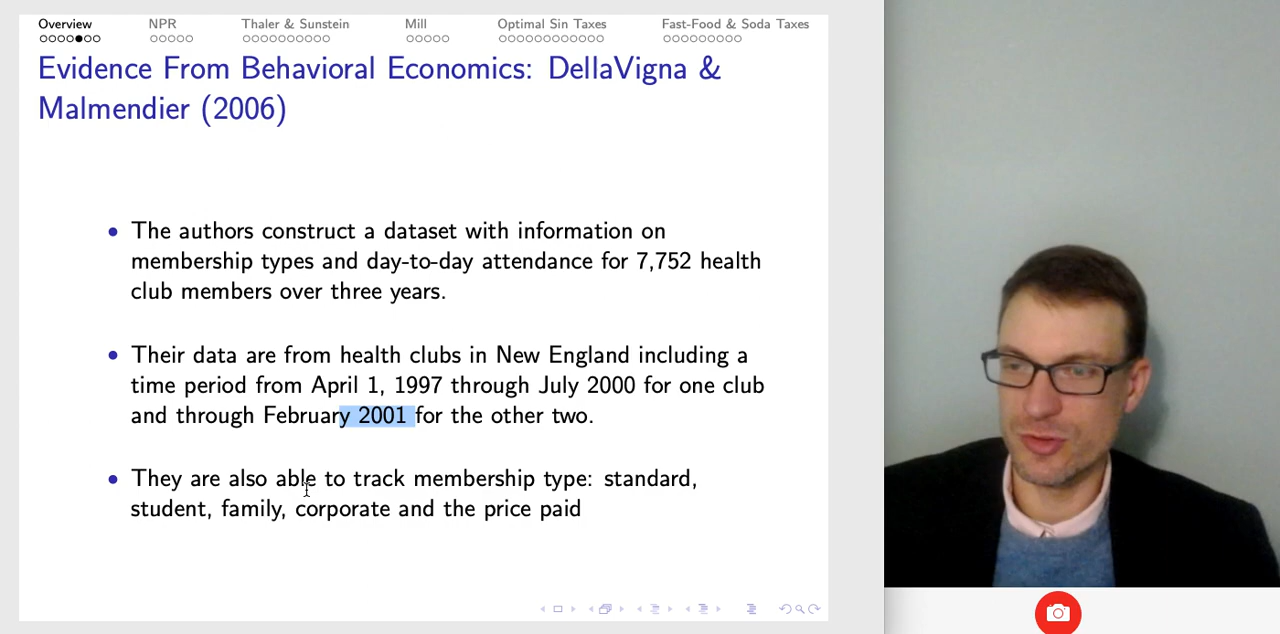 Overview NPR Thaler & Sunstein Mill Optimal Sin Taxes Fast-Food & Soda Taxes
Evidence From Behavioral Economics: DellaVigna &
Malmendier (2006)
• The authors construct a dataset with information on
membership types and day-to-day attendance for 7,752 health
club members over three years.
• Their data are from health clubs in New England including a
time period from April 1, 1997 through July 2000 for one club
and through February 2001 for the other two.
• They are also able to track membership type: standard,
student, family, corporate and the price paid